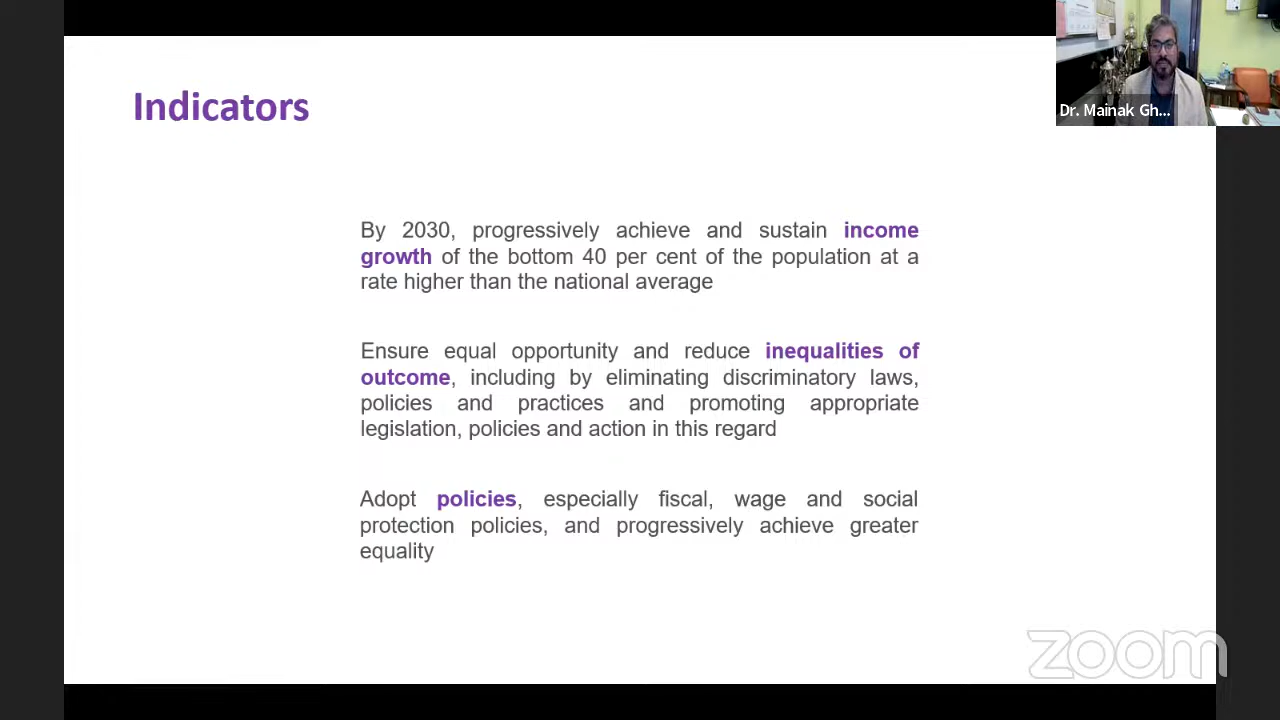 Indicators
Dr. Mainak Gh...
By 2030, progressively achieve and sustain income
growth of the bottom 40 per cent of the population at a
rate higher than the national average
Ensure equal opportunity and reduce inequalities of
outcome, including by eliminating discriminatory laws,
policies and practices and promoting appropriate
legislation, policies and action in this regard
Adopt policies, especially fiscal, wage and social
protection policies, and progressively achieve greater
equality
zoom